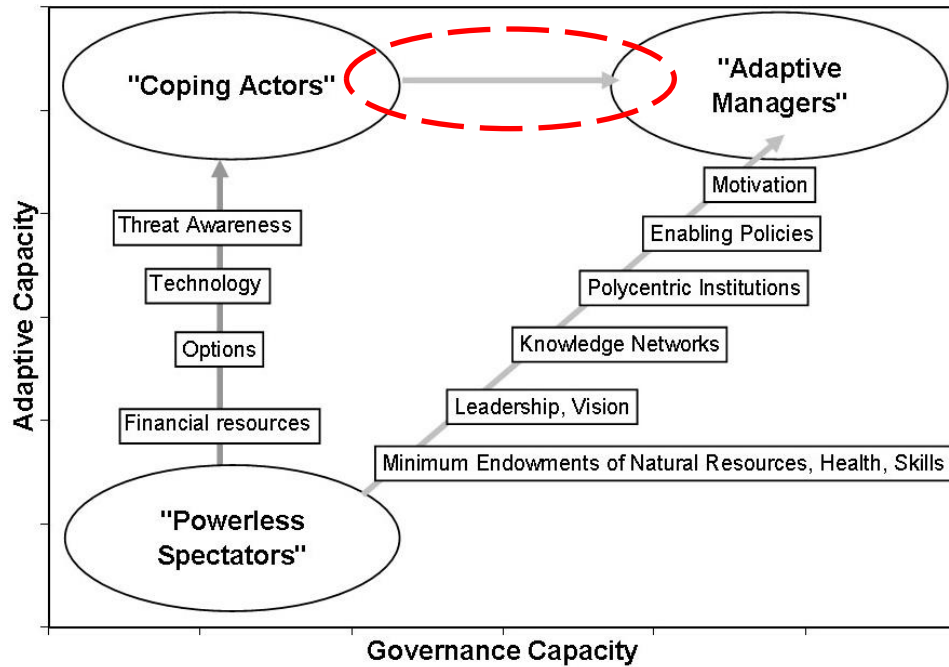 "Coping Actors"
"Adaptive
Managers"
Motivation
Threat Awareness
Enabling Policies
Technology
Polycentric Institutions
Options
Knowledge Networks
Financial resources
Leadership, Vision
Minimum Endowments of Natural Resources, Health, Skills
"Powerless
Spectators"
Adaptive Capacity
Governance Capacity